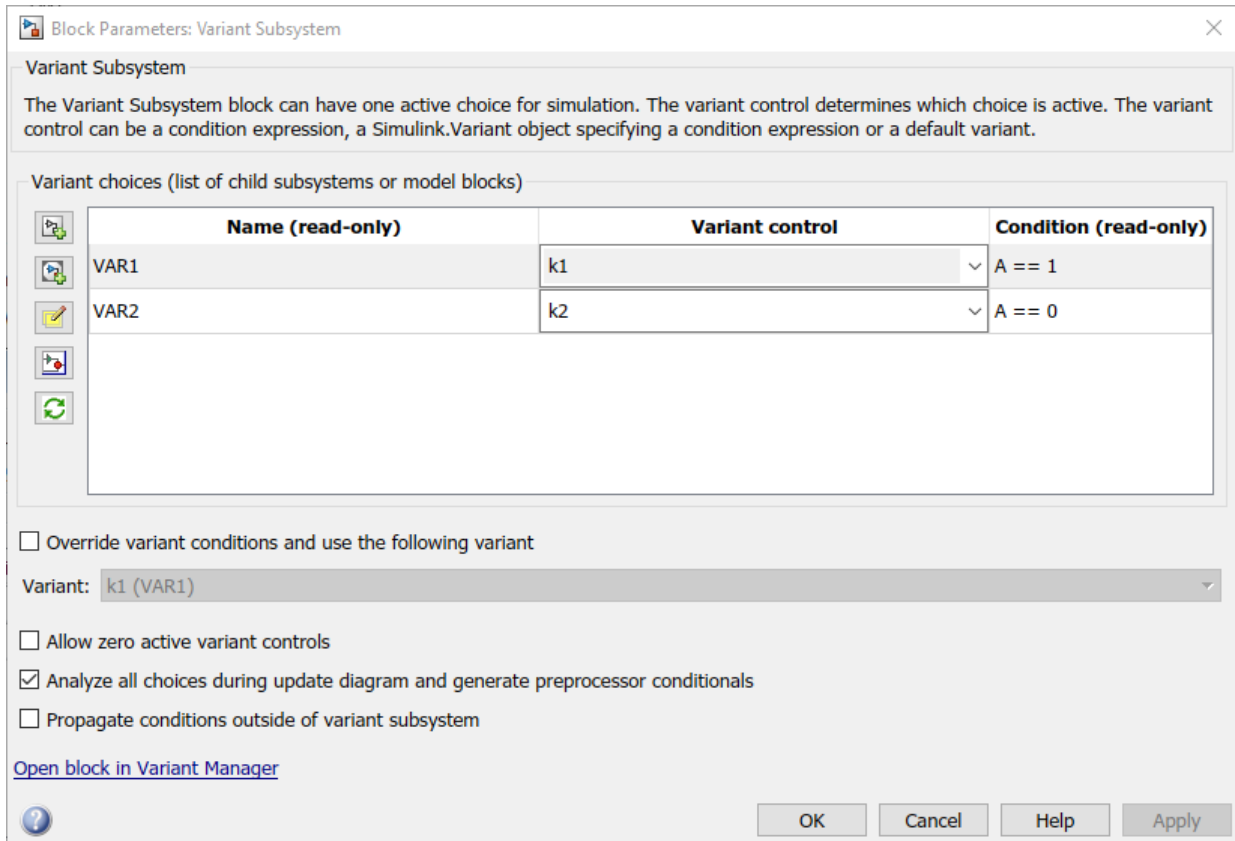 Block Parameters: Variant Subsystem
Variant Subsystem
The Variant Subsystem block can have one active choice for simulation. The variant control determines which choice is active. The variant
control can be a condition expression, a Simulink.Variant object specifying a condition expression or a default variant.
Variant choices (list of child subsystems or model blocks)
Name (read-only) Variant control Condition (read-only)
VAR1 k1 A == 1
VAR2 k2 A == 0
Override variant conditions and use the following variant
Variant: k1 (VAR1)
Allow zero active variant controls
Analyze all choices during update diagram and generate preprocessor conditionals
Propagate conditions outside of variant subsystem
Open block in Variant Manager
OK Cancel Help Apply